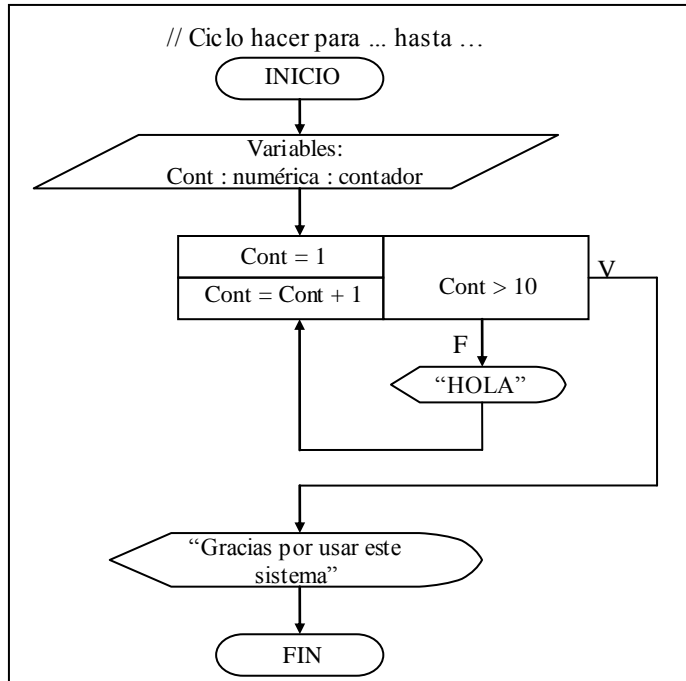 // Ciclo hacer para ... hasta …
INICIO
Variables:
Cont : numérica : contador
Cont = 1
Cont = Cont + 1
Cont > 10
V
F
“HOLA”
“Gracias por usar este
sistema”
FIN